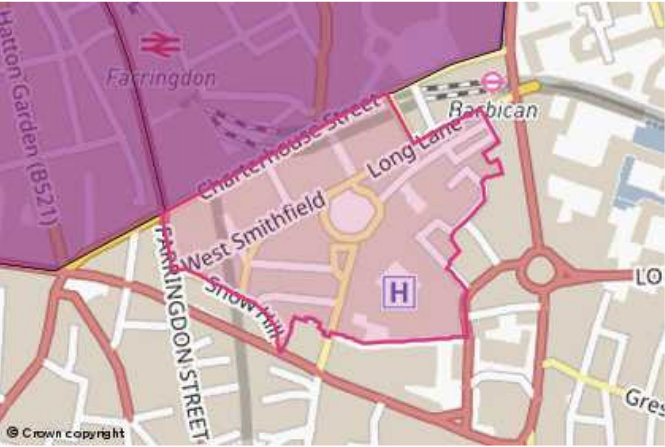 Hatton Garden (B521)
Farringdon
Charterhouse Street
Barbican
Long Lane
West Smithfield
Snow Hill
FARRINGDON STREET
H
LO
Gres
© Crown copyright